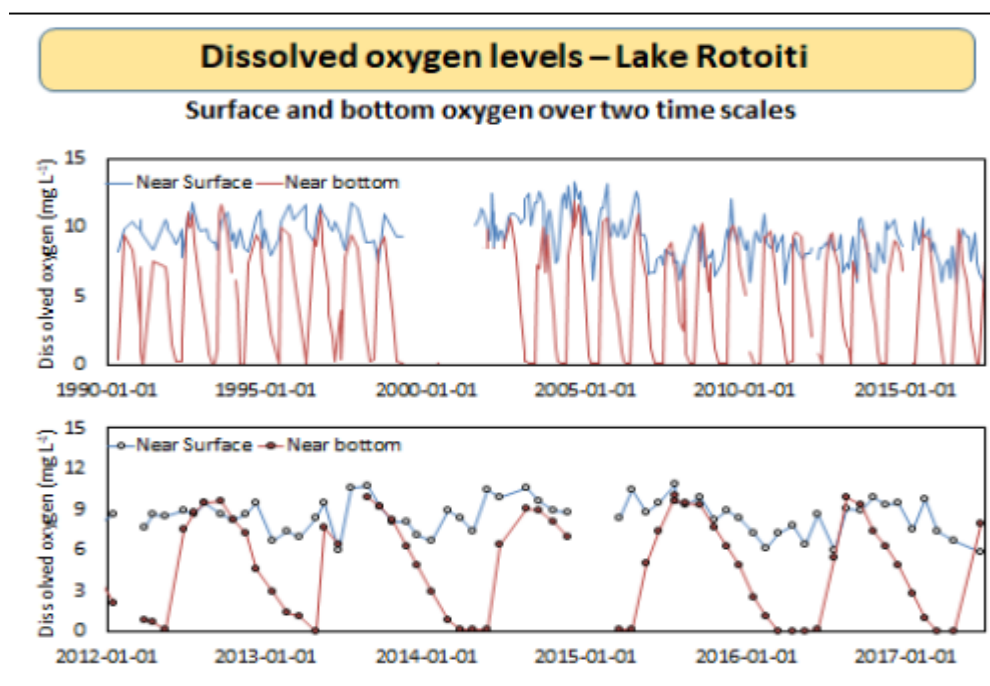 Dissolved oxygen levels – Lake Rotoiti
Surface and bottom oxygen over two time scales
Dissolved oxygen (mg L-1)
15
10
5
0
Near Surface Near bottom
1990-01-01 1995-01-01 2000-01-01 2005-01-01 2010-01-01 2015-01-01
Dissolved oxygen (mg L-1)
15
12
9
6
3
0
Near Surface Near bottom
2012-01-01 2013-01-01 2014-01-01 2015-01-01 2016-01-01 2017-01-01